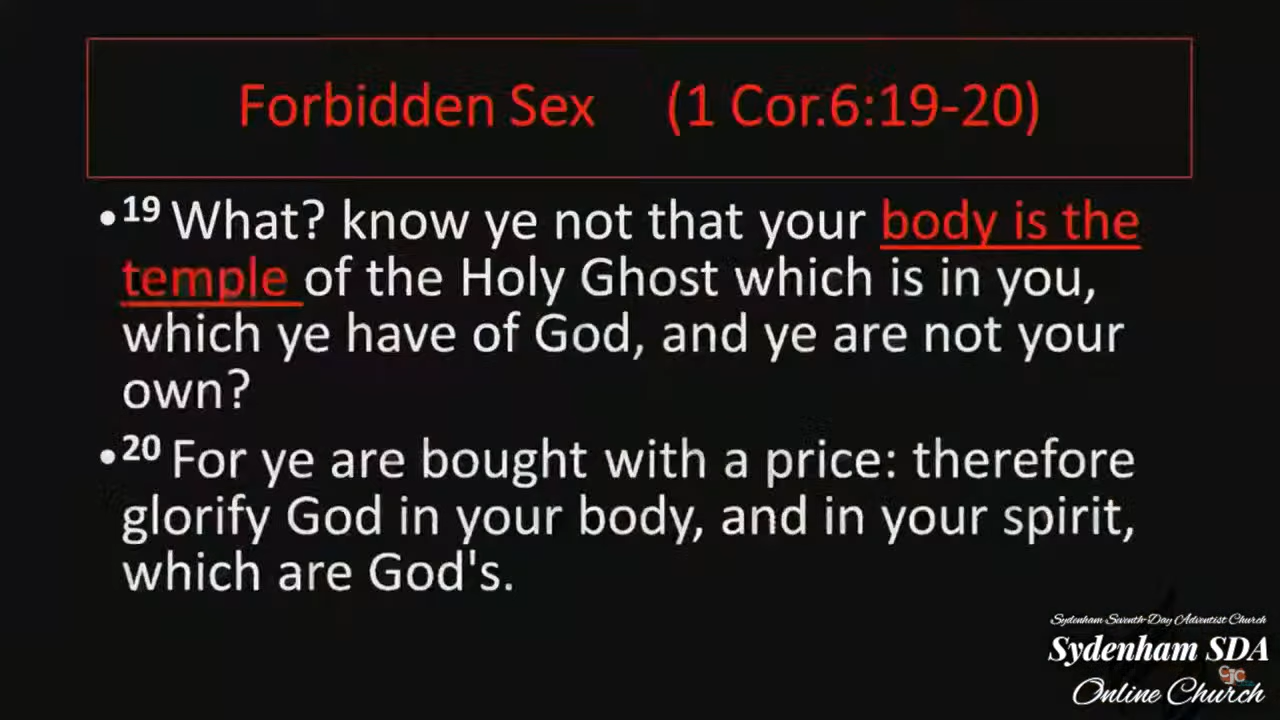 Forbidden Sex (1 Cor.6:19-20)
•19 What? know ye not that your body is the
temple of the Holy Ghost which is in you,
which ye have of God, and ye are not your
own?
•20 For ye are bought with a price: therefore
glorify God in your body, and in your spirit,
which are God's.
Sydenham Seventh-Day Adventist Church
Sydenham SDA
CJC
Online Church